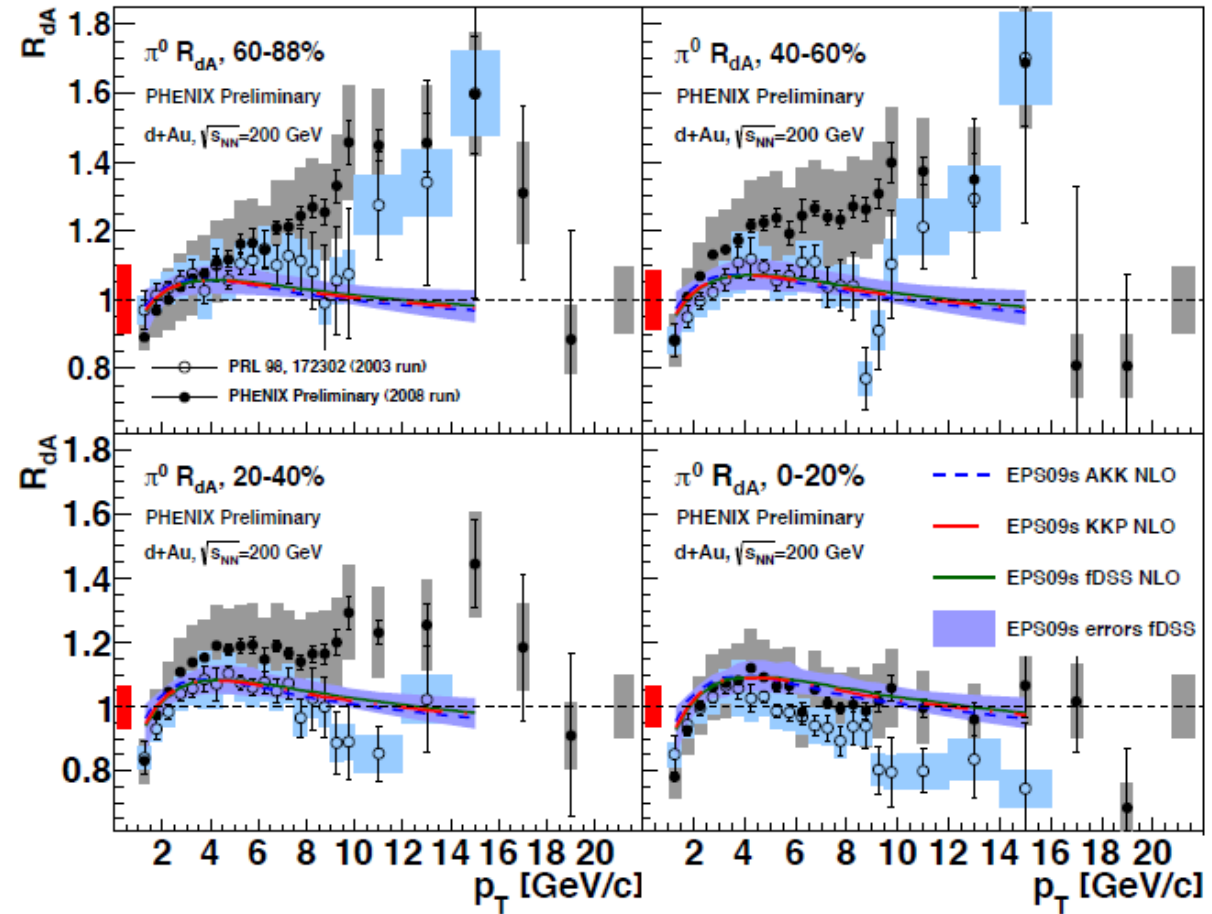 R_dA
1.8
1.6
1.4
1.2
1
0.8
π⁰ R_dA, 60-88%
PHENIX Preliminary
d+Au, √s_NN=200 GeV
PRL 98, 172302 (2003 run)
PHENIX Preliminary (2008 run)
π⁰ R_dA, 40-60%
PHENIX Preliminary
d+Au, √s_NN=200 GeV
R_dA
1.8
1.6
1.4
1.2
1
0.8
π⁰ R_dA, 20-40%
PHENIX Preliminary
d+Au, √s_NN=200 GeV
π⁰ R_dA, 0-20%
PHENIX Preliminary
d+Au, √s_NN=200 GeV
EPS09s AKK NLO
EPS09s KKP NLO
EPS09s fDSS NLO
EPS09s errors fDSS
2 4 6 8 10 12 14 16 18 20
p_T [GeV/c]
2 4 6 8 10 12 14 16 18 20
p_T [GeV/c]